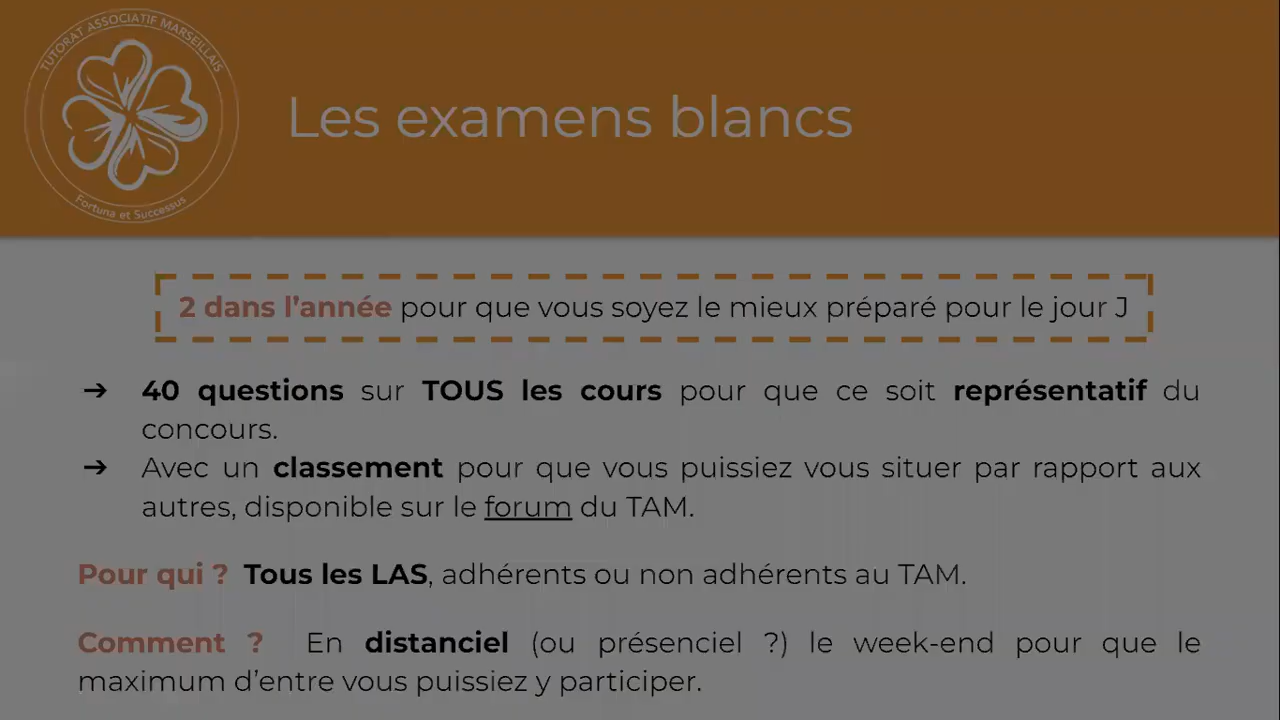 TUTORAT ASSOCIATIF MARSEILLAIS
Fortuna et Successus
Les examens blancs
2 dans l'année pour que vous soyez le mieux préparé pour le jour J
➔ 40 questions sur TOUS les cours pour que ce soit représentatif du
concours.
➔ Avec un classement pour que vous puissiez vous situer par rapport aux
autres, disponible sur le forum du TAM.
Pour qui ? Tous les LAS, adhérents ou non adhérents au TAM.
Comment ? En distanciel (ou présenciel ?) le week-end pour que le
maximum d'entre vous puissiez y participer.